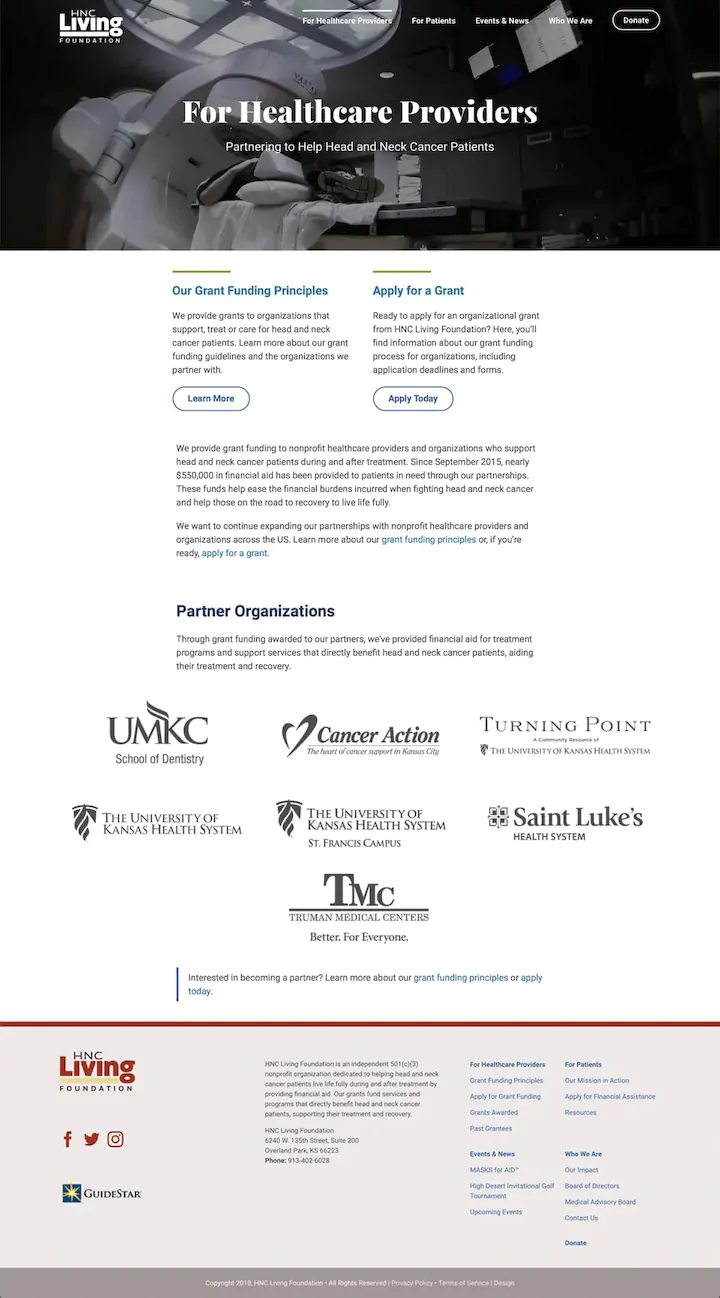 HNC
Living
FOUNDATION
For Healthcare Providers
For Patients
Events & News
Who We Are
Donate
For Healthcare Providers
Partnering to Help Head and Neck Cancer Patients
Our Grant Funding Principles
We provide grants to organizations that
support, treat or care for head and neck
cancer patients. Learn more about our grant
funding guidelines and the organizations we
partner with.
Learn More
Apply for a Grant
Ready to apply for an organizational grant
from HNC Living Foundation? Here, you'll
find information about our grant funding
process for organizations, including
application deadlines and forms.
Apply Today
We provide grant funding to nonprofit healthcare providers and organizations who support
head and neck cancer patients during and after treatment. Since September 2015, nearly
$550,000 in financial aid has been provided to patients in need through our partnerships.
These funds help ease the financial burdens incurred when fighting head and neck cancer
and help those on the road to recovery to live life fully.
We want to continue expanding our partnerships with nonprofit healthcare providers and
organizations across the US. Learn more about our grant funding principles or, if you're
ready, apply for a grant.
Partner Organizations
Through grant funding awarded to our partners, we've provided financial aid for treatment
programs and support services that directly benefit head and neck cancer patients, aiding
their treatment and recovery.
UMKC
School of Dentistry
Cancer Action
The heart of cancer support in Kansas City
TURNING POINT
A Community Resource of
THE UNIVERSITY OF KANSAS HEALTH SYSTEM
THE UNIVERSITY OF
KANSAS HEALTH SYSTEM
THE UNIVERSITY OF
KANSAS HEALTH SYSTEM
ST. FRANCIS CAMPUS
Saint Luke's
HEALTH SYSTEM
TMC
TRUMAN MEDICAL CENTERS
Better. For Everyone.
Interested in becoming a partner? Learn more about our grant funding principles or apply
today.
HNC
Living
FOUNDATION
GUIDESTAR
HNC Living Foundation is an independent 501(c)(3)
nonprofit organization dedicated to helping head and neck
cancer patients live life fully during and after treatment by
providing financial aid. Our grants fund services and
programs that directly benefit head and neck cancer
patients, supporting their treatment and recovery.
HNC Living Foundation
6240 W. 135th Street, Suite 200
Overland Park, KS 66223
Phone: 913-402-6028
For Healthcare Providers
Grant Funding Principles
Apply for Grant Funding
Grants Awarded
Past Grantees
For Patients
Our Mission in Action
Apply for Financial Assistance
Resources
Events & News
MASKS for AID™
High Desert Invitational Golf
Tournament
Upcoming Events
Who We Are
Our Impact
Board of Directors
Medical Advisory Board
Contact Us
Donate
Copyright 2018, HNC Living Foundation • All Rights Reserved | Privacy Policy • Terms of Service | Design